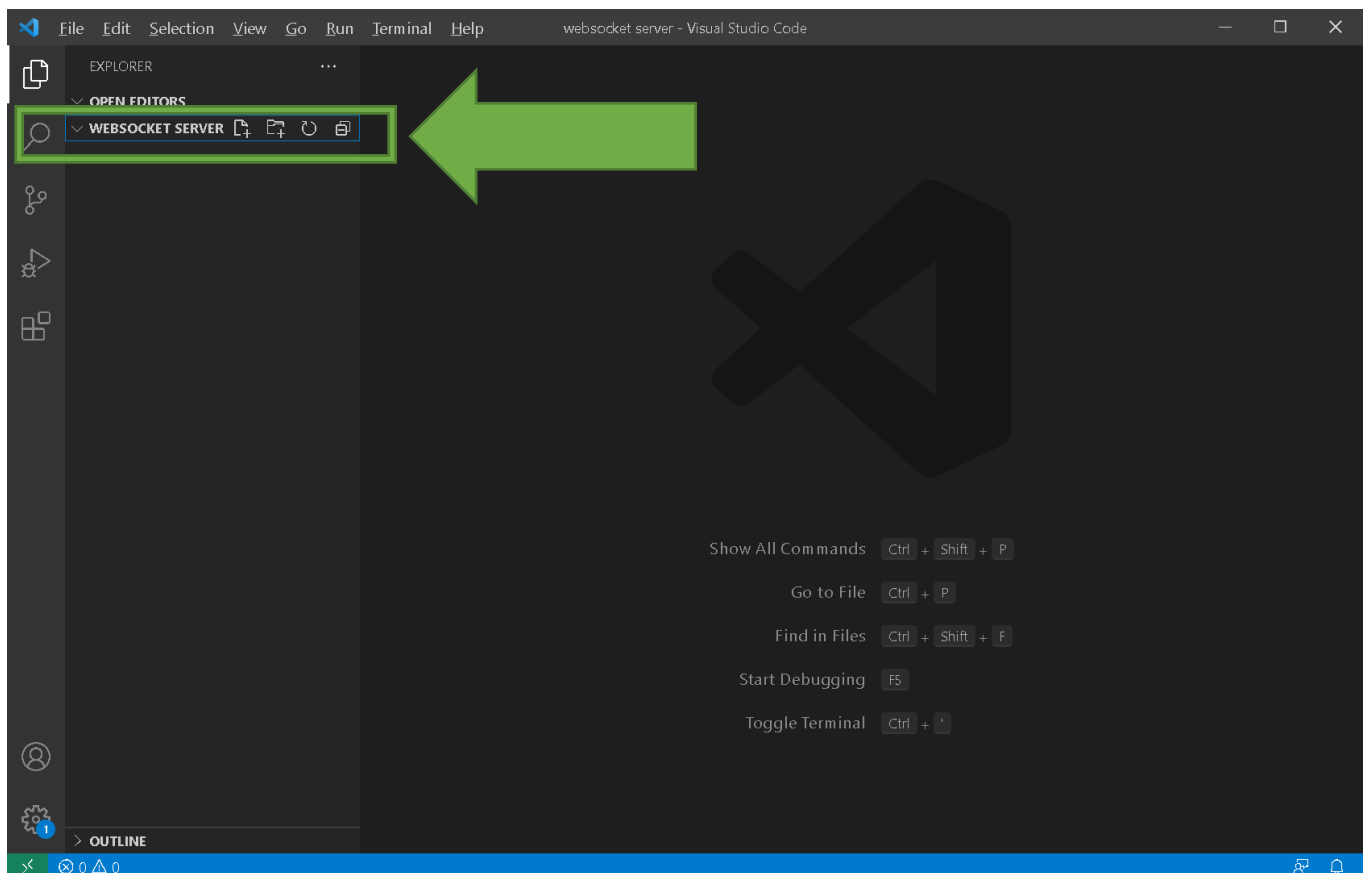 File Edit Selection View Go Run Terminal Help websocket server - Visual Studio Code
EXPLORER
OPEN EDITORS
WEBSOCKET SERVER
Show All Commands Ctrl + Shift + P
Go to File Ctrl + P
Find in Files Ctrl + Shift + F
Start Debugging F5
Toggle Terminal Ctrl + '
1
OUTLINE
0 0